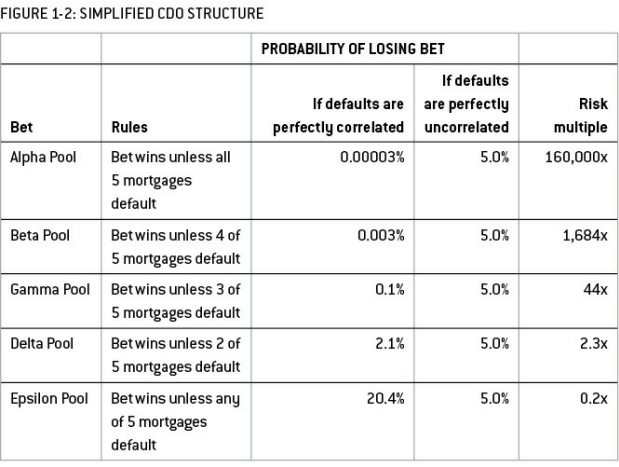 FIGURE 1-2: SIMPLIFIED CDO STRUCTURE
PROBABILITY OF LOSING BET
Bet
Rules
If defaults are
perfectly correlated
If defaults
are perfectly
uncorrelated
Risk
multiple
Alpha Pool
Bet wins unless all
5 mortgages
default
0.00003%
5.0%
160,000x
Beta Pool
Bet wins unless 4 of
5 mortgages default
0.003%
5.0%
1,684x
Gamma Pool
Bet wins unless 3 of
5 mortgages default
0.1%
5.0%
44x
Delta Pool
Bet wins unless 2 of
5 mortgages default
2.1%
5.0%
2.3x
Epsilon Pool
Bet wins unless any
of 5 mortgages
default
20.4%
5.0%
0.2x